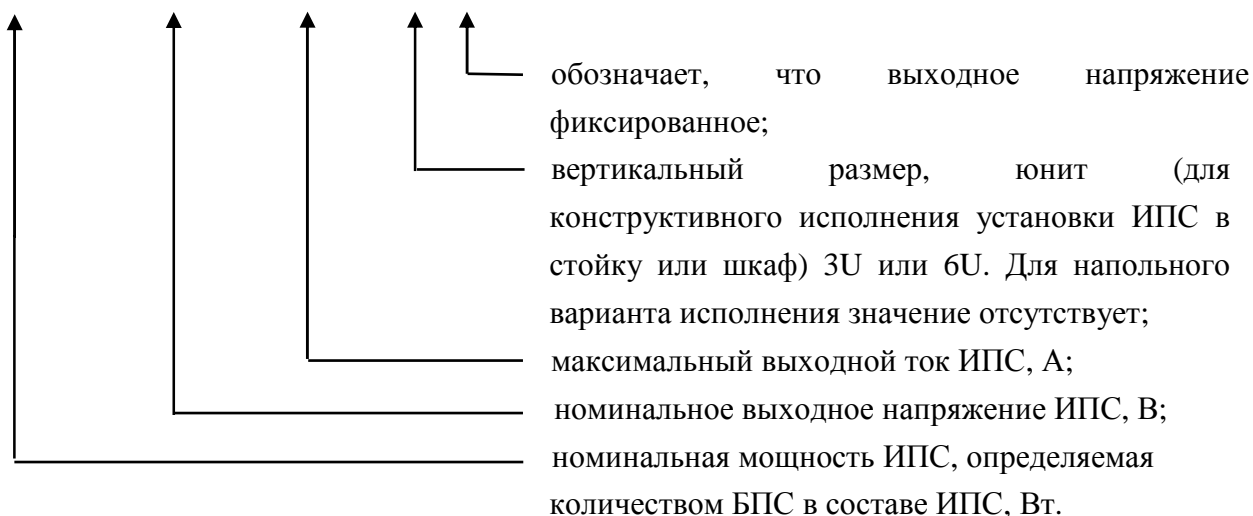 обозначает, что выходное напряжение
фиксированное;
вертикальный размер, юнит (для
конструктивного исполнения установки ИПС в
стойку или шкаф) 3U или 6U. Для напольного
варианта исполнения значение отсутствует;
максимальный выходной ток ИПС, А;
номинальное выходное напряжение ИПС, В;
номинальная мощность ИПС, определяемая
количеством БПС в составе ИПС, Вт.